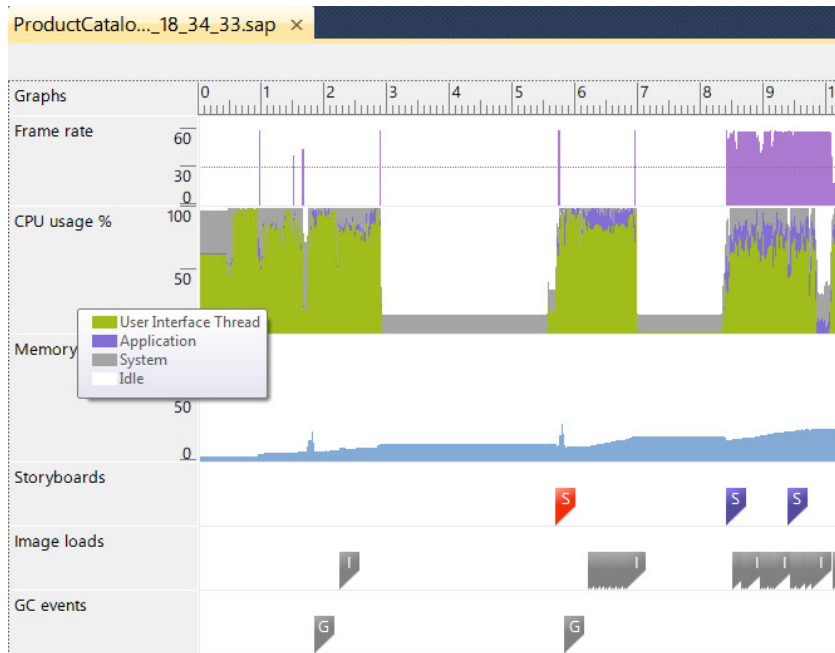 ProductCatalo..._18_34_33.sap ×
Graphs 0 1 2 3 4 5 6 7 8 9 1
Frame rate 60
30
0
CPU usage % 100
50
User Interface Thread
Application
System
Idle
Memory
50
0
Storyboards
S S S
Image loads
I I I I I
GC events
G G